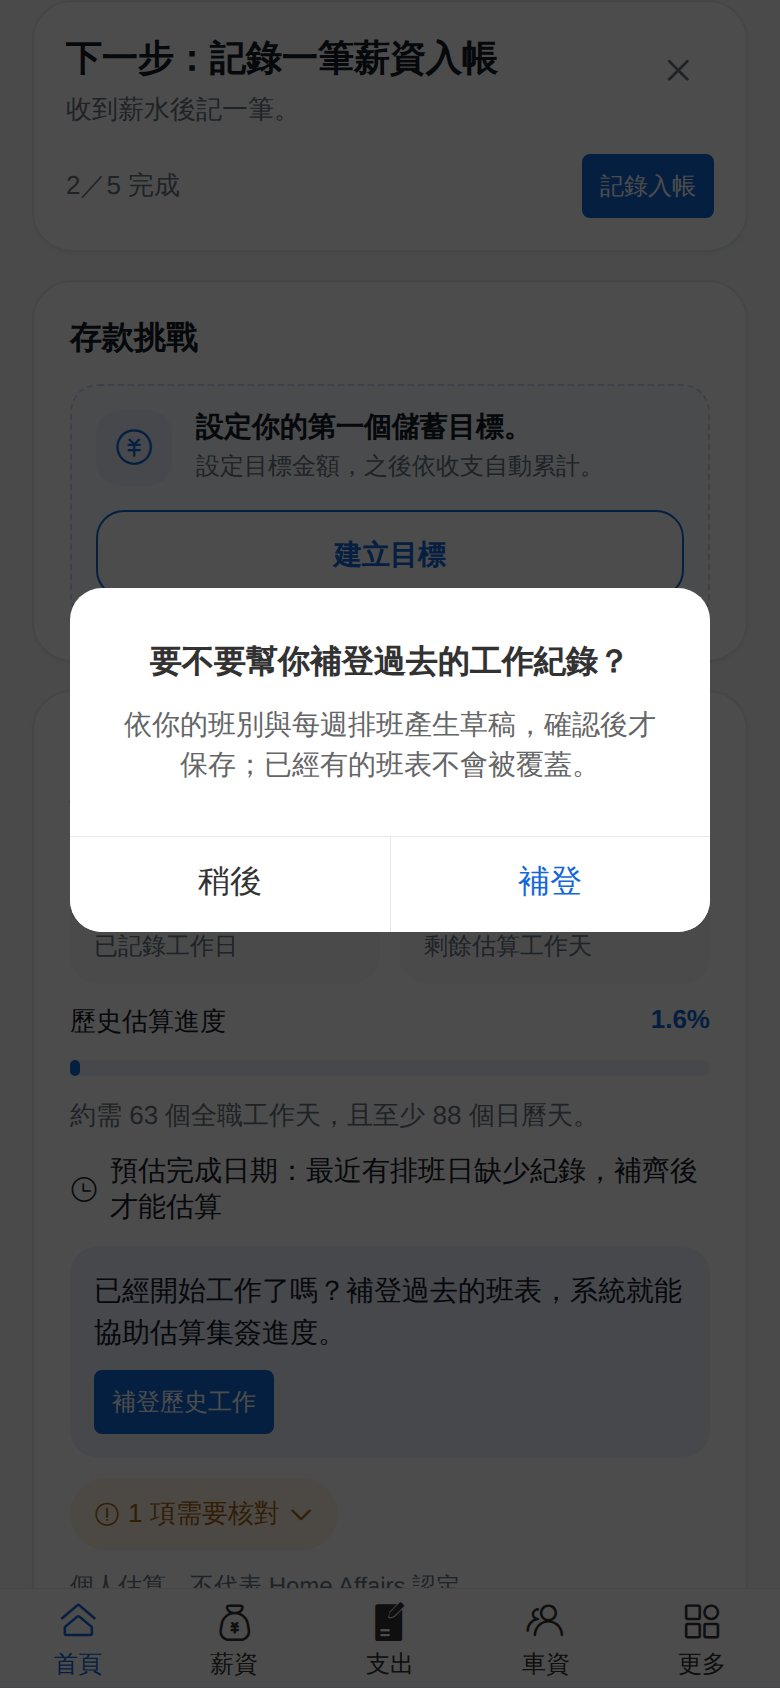 下一步：記錄一筆薪資入帳
收到薪水後記一筆。
2／5 完成
記錄入帳
存款挑戰
設定你的第一個儲蓄目標。
設定目標金額，之後依收支自動累計。
建立目標
要不要幫你補登過去的工作紀錄？
依你的班別與每週排班產生草稿，確認後才
保存；已經有的班表不會被覆蓋。
稍後
補登
已記錄工作日
剩餘估算工作天
歷史估算進度
1.6%
約需 63 個全職工作天，且至少 88 個日曆天。
預估完成日期：最近有排班日缺少紀錄，補齊後
才能估算
已經開始工作了嗎？補登過去的班表，系統就能
協助估算集簽進度。
補登歷史工作
1 項需要核對
個人估算，不代表 Home Affairs 認定
首頁
薪資
支出
車資
更多